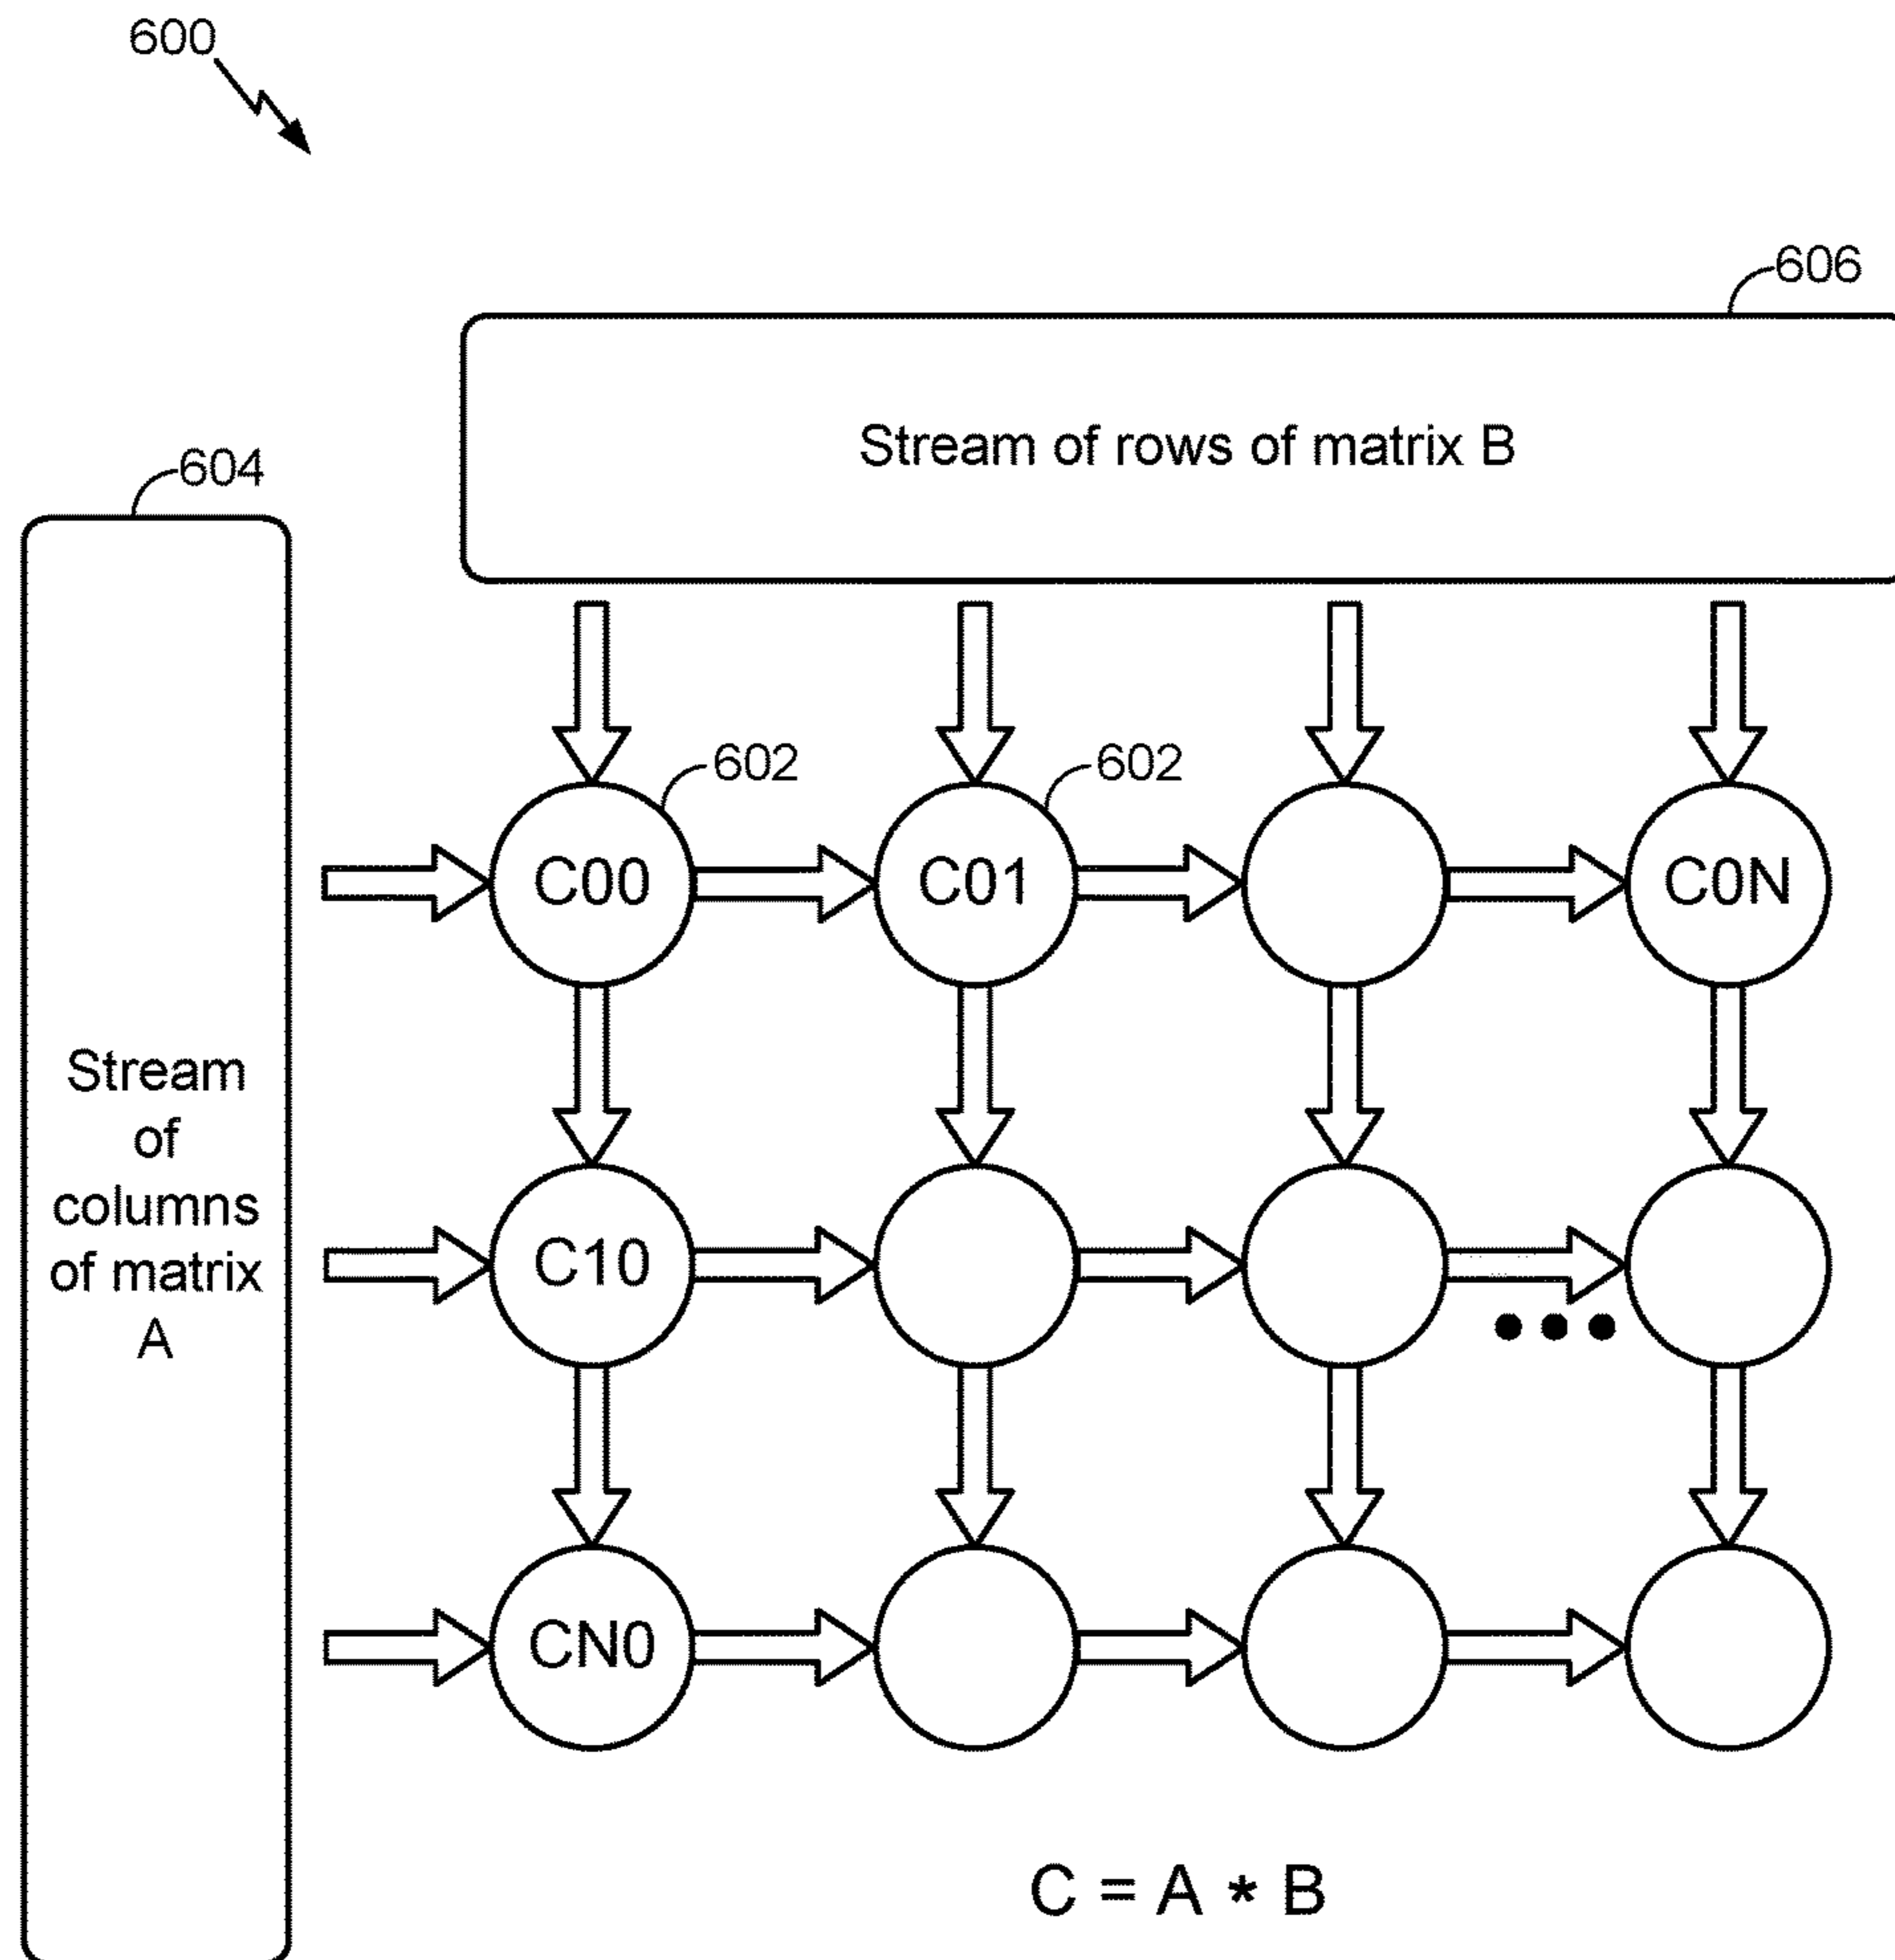 600
606
Stream of rows of matrix B
604
602
602
C00
C01
C0N
Stream
of
columns
of matrix
A
C10
CN0
C = A * B